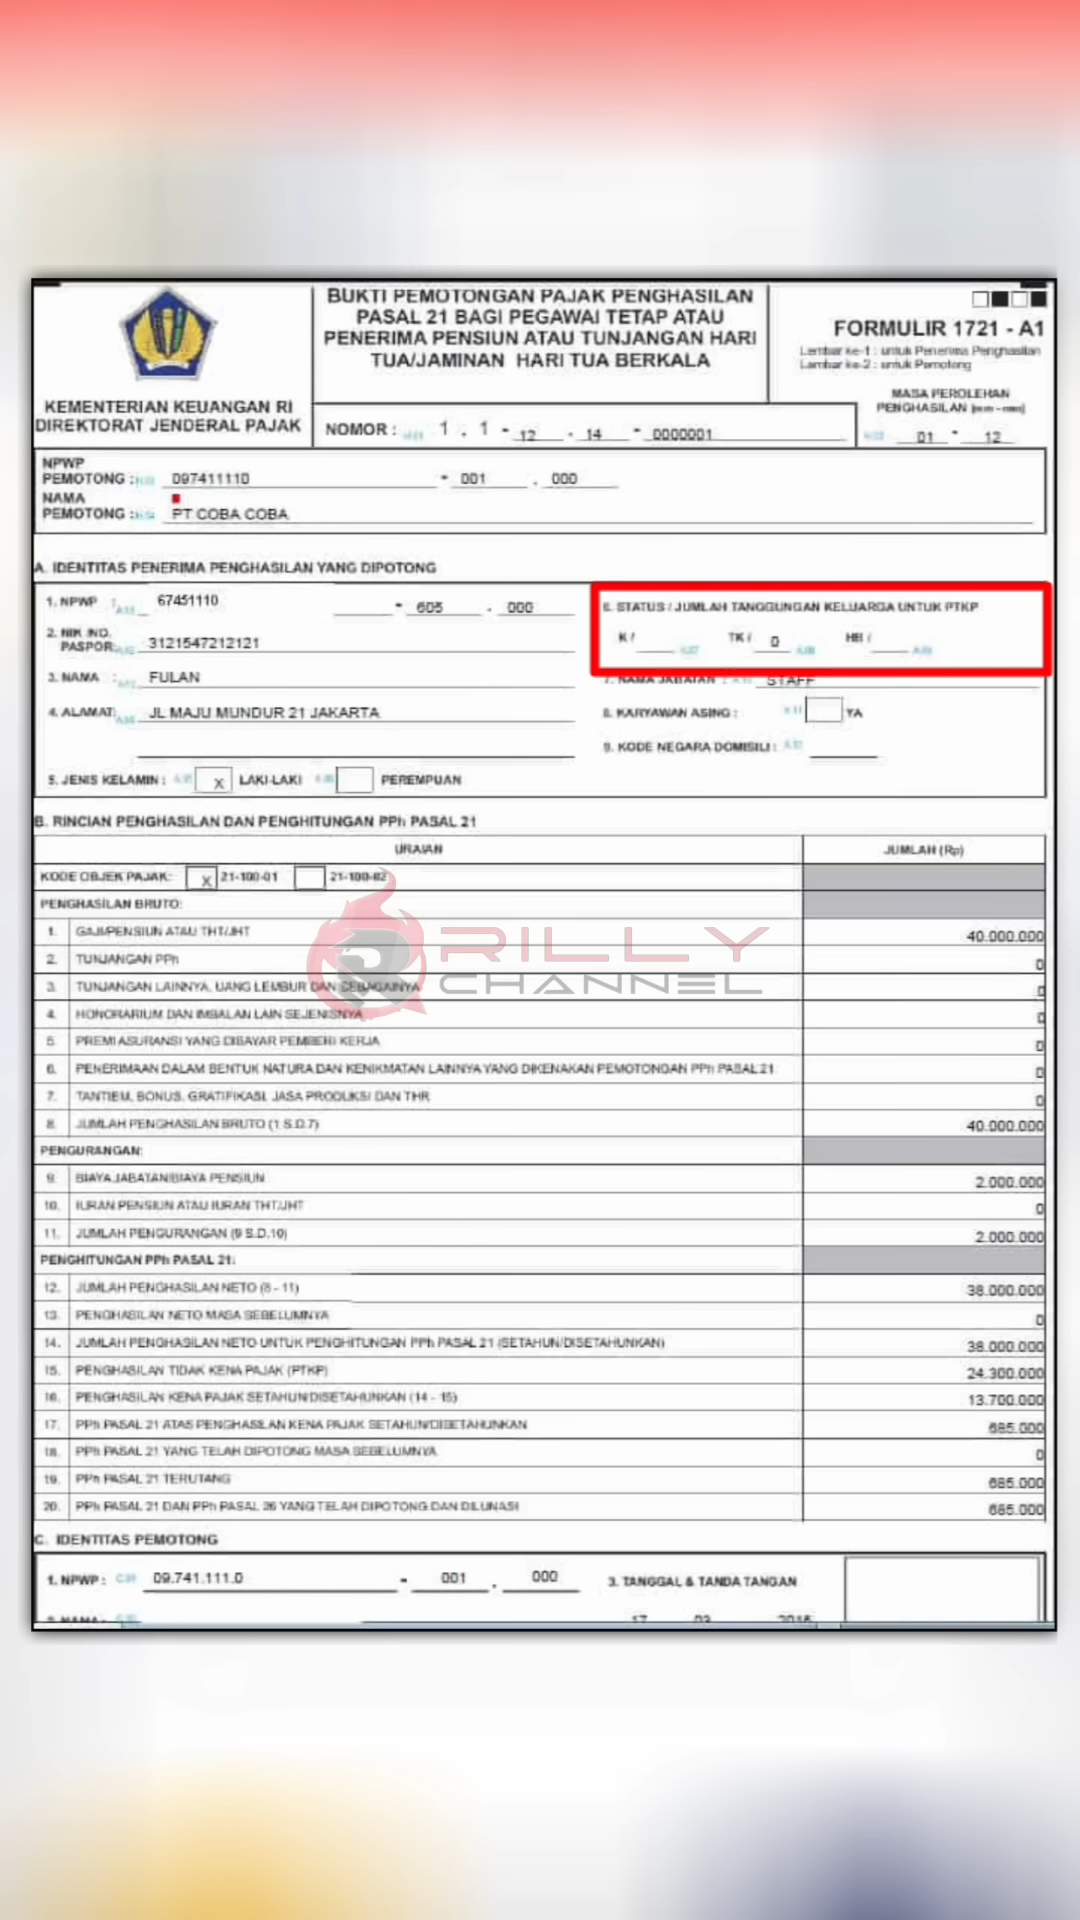 BUKTI PEMOTONGAN PAJAK PENGHASILAN
PASAL 21 BAGI PEGAWAI TETAP ATAU
PENERIMA PENSIUN ATAU TUNJANGAN HARI
TUA/JAMINAN HARI TUA BERKALA
FORMULIR 1721 - A1
Lembar ke-1 : untuk Penerima Penghasilan
Lembar ke-2 : untuk Pemotong
MASA PEROLEHAN
PENGHASILAN [mm - mm]
01 - 12
KEMENTERIAN KEUANGAN RI
DIREKTORAT JENDERAL PAJAK
NOMOR : 1 . 1 - 12 . 14 - 0000001
NPWP
PEMOTONG : 097411110 - 001 . 000
NAMA
PEMOTONG : PT COBA COBA
A. IDENTITAS PENERIMA PENGHASILAN YANG DIPOTONG
1. NPWP : 67451110 - 605 . 000
2. NIK /NO.
PASPOR: 3121547212121
3. NAMA : FULAN
4. ALAMAT: JL MAJU MUNDUR 21 JAKARTA
5. JENIS KELAMIN : X LAKI-LAKI PEREMPUAN
6. STATUS / JUMLAH TANGGUNGAN KELUARGA UNTUK PTKP
K / TK / 0 HB /
7. NAMA JABATAN : STAFF
8. KARYAWAN ASING : YA
9. KODE NEGARA DOMISILI :
B. RINCIAN PENGHASILAN DAN PENGHITUNGAN PPh PASAL 21
URAIAN JUMLAH (Rp)
KODE OBJEK PAJAK: X 21-100-01 21-100-02
PENGHASILAN BRUTO:
1. GAJI/PENSIUN ATAU THT/JHT 40.000.000
2. TUNJANGAN PPh 0
3. TUNJANGAN LAINNYA, UANG LEMBUR DAN SEBAGAINYA 0
4. HONORARIUM DAN IMBALAN LAIN SEJENISNYA 0
5. PREMI ASURANSI YANG DIBAYAR PEMBERI KERJA 0
6. PENERIMAAN DALAM BENTUK NATURA DAN KENIKMATAN LAINNYA YANG DIKENAKAN PEMOTONGAN PPh PASAL 21 0
7. TANTIEM, BONUS, GRATIFIKASI, JASA PRODUKSI DAN THR 0
8. JUMLAH PENGHASILAN BRUTO (1 S.D.7) 40.000.000
PENGURANGAN:
9. BIAYA JABATAN/BIAYA PENSIUN 2.000.000
10. IURAN PENSIUN ATAU IURAN THT/JHT 0
11. JUMLAH PENGURANGAN (9 S.D.10) 2.000.000
PENGHITUNGAN PPh PASAL 21:
12. JUMLAH PENGHASILAN NETO (8 - 11) 38.000.000
13. PENGHASILAN NETO MASA SEBELUMNYA 0
14. JUMLAH PENGHASILAN NETO UNTUK PENGHITUNGAN PPh PASAL 21 (SETAHUN/DISETAHUNKAN) 38.000.000
15. PENGHASILAN TIDAK KENA PAJAK (PTKP) 24.300.000
16. PENGHASILAN KENA PAJAK SETAHUN/DISETAHUNKAN (14 - 15) 13.700.000
17. PPh PASAL 21 ATAS PENGHASILAN KENA PAJAK SETAHUN/DISETAHUNKAN 685.000
18. PPh PASAL 21 YANG TELAH DIPOTONG MASA SEBELUMNYA 0
19. PPh PASAL 21 TERUTANG 685.000
20. PPh PASAL 21 DAN PPh PASAL 26 YANG TELAH DIPOTONG DAN DILUNASI 685.000
RILLY
CHANNEL
C. IDENTITAS PEMOTONG
1. NPWP : 09.741.111.0 - 001 . 000
3. TANGGAL & TANDA TANGAN
2. NAMA :
17 03